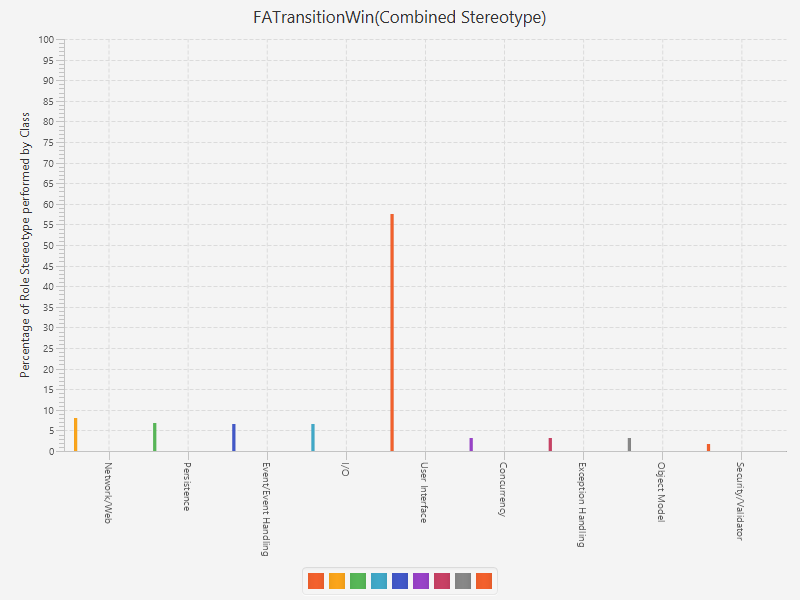 FATransitionWin(Combined Stereotype)
Percentage of Role Stereotype performed by Class
100
95
90
85
80
75
70
65
60
55
50
45
40
35
30
25
20
15
10
5
0
Network/Web
Persistence
Event/Event Handling
I/O
User Interface
Concurrency
Exception Handling
Object Model
Security/Validator